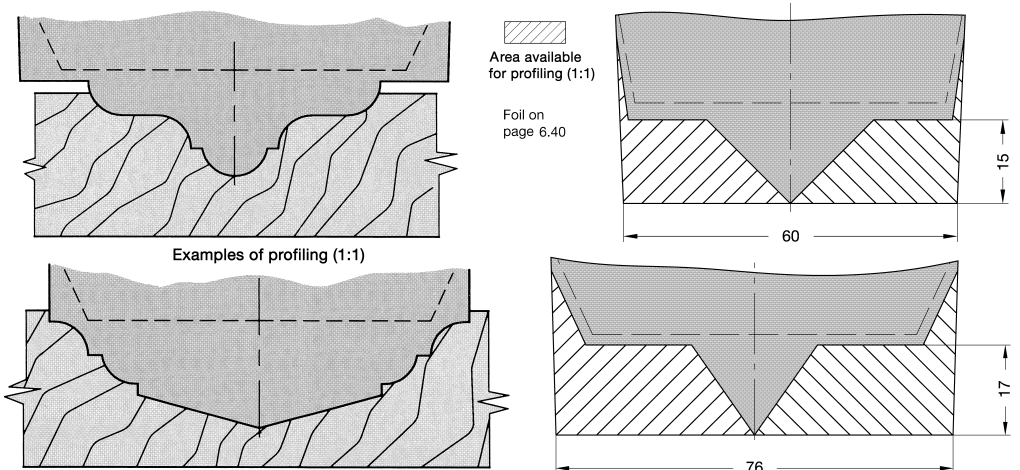 Area available
for profiling (1:1)
Foil on
page 6.40
15
60
Examples of profiling (1:1)
17
76